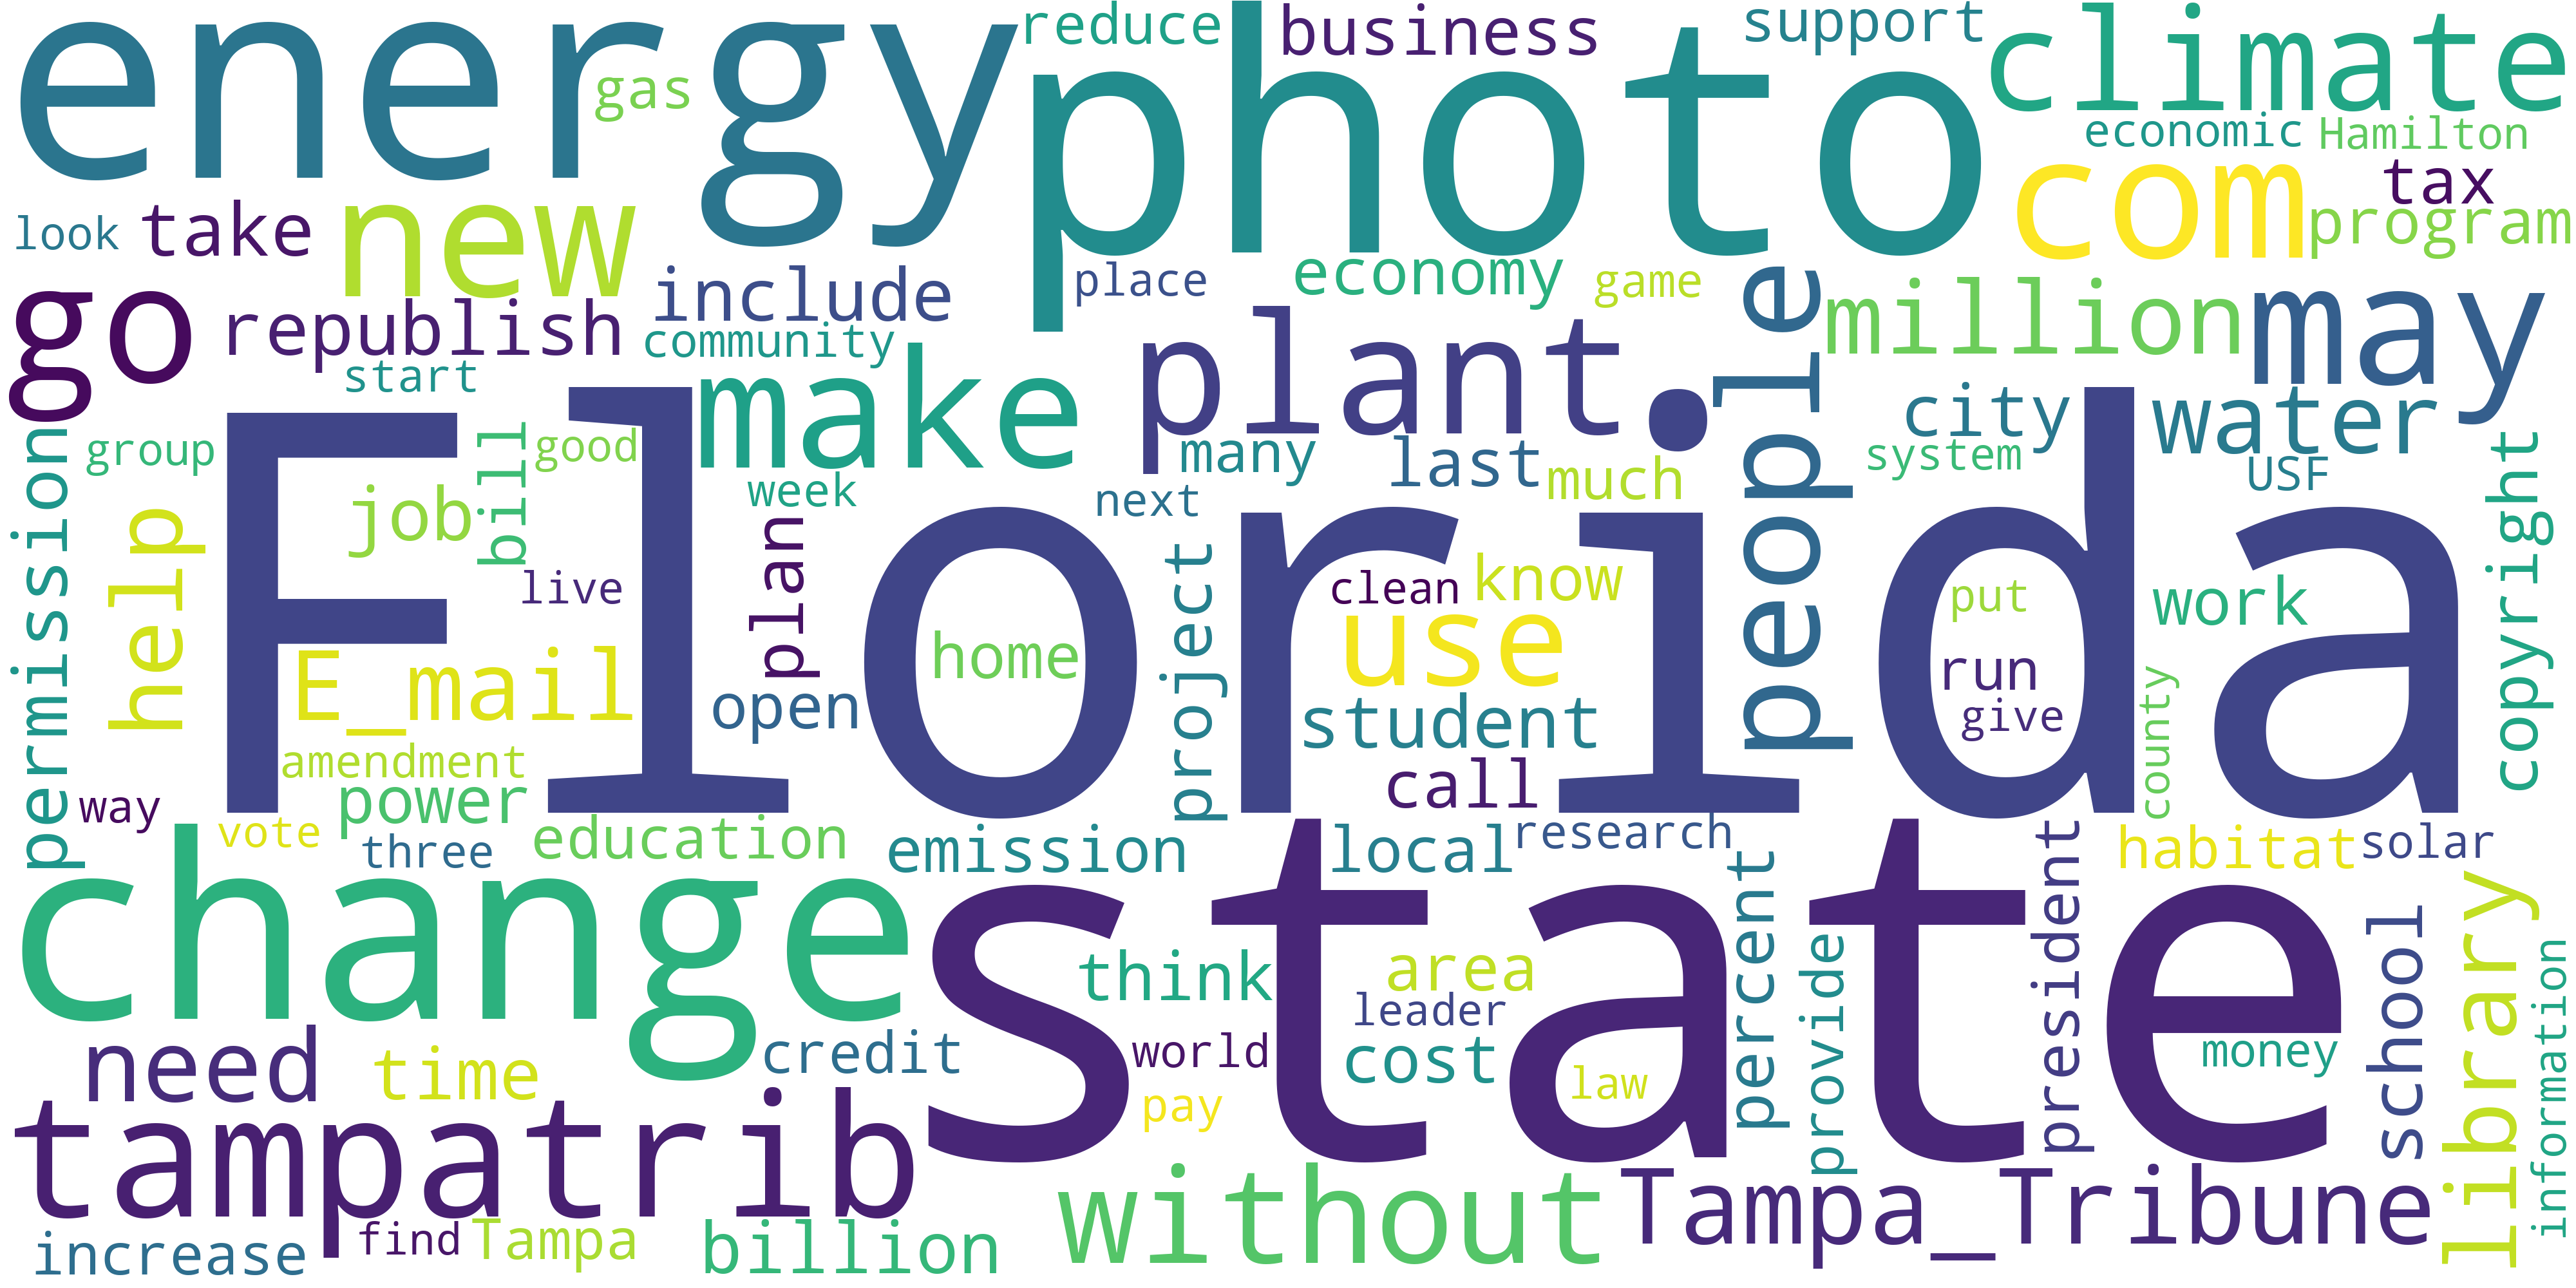 energy
photo
reduce
business
support
climate
gas
economic
Hamilton
com
tax
program
look
take
new
go
republish
include
community
start
place
economy
game
people
million
may
plant
make
Florida
many
last
much
city
water
system
USF
permission
group
help
job
bill
good
week
next
plan
live
E_mail
home
open
project
clean
know
use
student
call
put
run
give
work
county
copyright
amendment
power
way
vote
three
education
emission
local
research
habitat
solar
change
state
think
area
leader
percent
provide
president
school
library
information
need
time
credit
world
cost
pay
law
money
tampatrib
increase
find
Tampa
billion
without
Tampa_Tribune